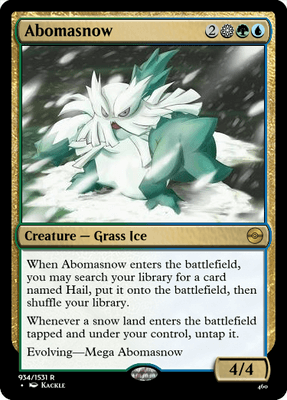 Abomasnow 2
Creature — Grass Ice
When Abomasnow enters the battlefield,
you may search your library for a card
named Hail, put it onto the battlefield, then
shuffle your library.
Whenever a snow land enters the battlefield
tapped and under your control, untap it.
Evolving—Mega Abomasnow
4/4
934/1531 R
• KACKLE
460